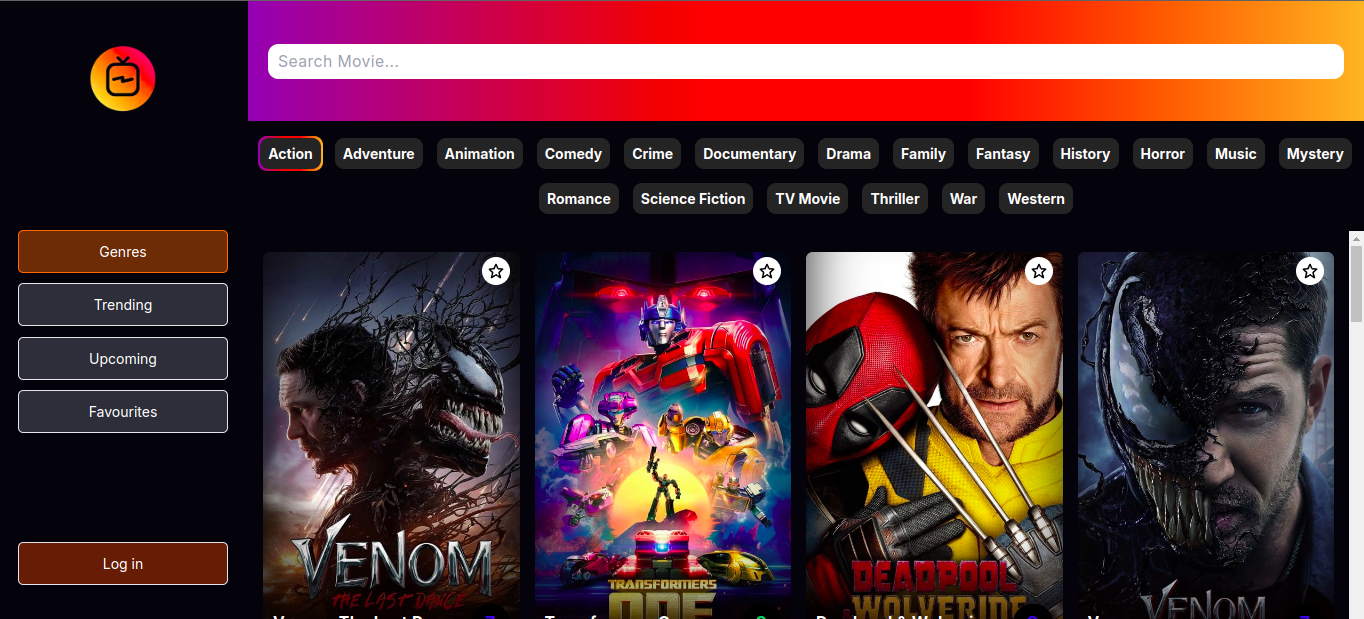 Search Movie...
Action Adventure Animation Comedy Crime Documentary Drama Family Fantasy History Horror Music Mystery
Romance Science Fiction TV Movie Thriller War Western
Genres
Trending
Upcoming
Favourites
Log in
VENOM
THE LAST DANCE
TRANSFORMERS
ONE
DEADPOOL
WOLVERINE
VENOM